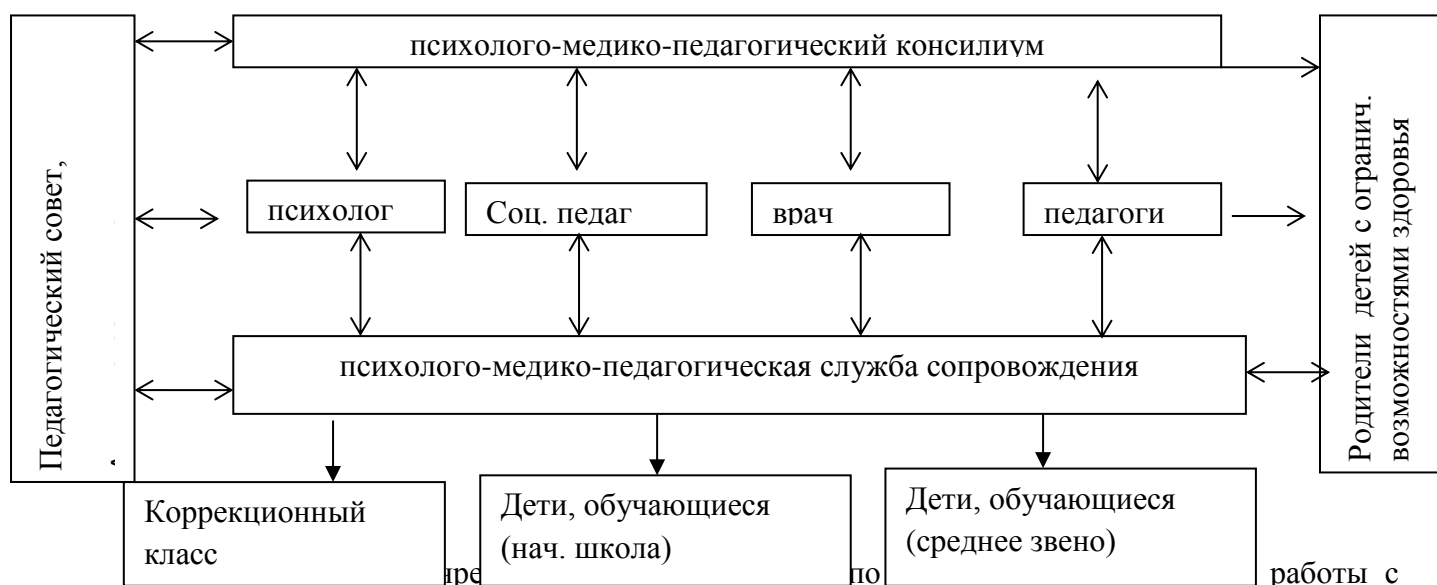 психолого-медико-педагогический консилиум
Педагогический совет,
психолог
Соц. педаг
врач
педагоги
Родители детей с огранич.
возможностями здоровья
психолого-медико-педагогическая служба сопровождения
Коррекционный
класс
Дети, обучающиеся
(нач. школа)
Дети, обучающиеся
(среднее звено)
по работы с